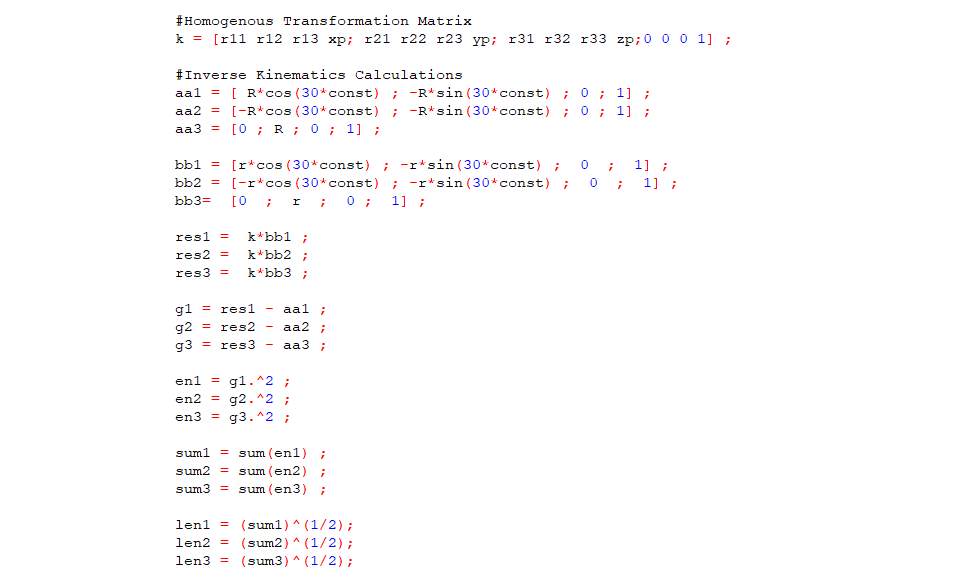 #Homogenous Transformation Matrix
k = [r11 r12 r13 xp; r21 r22 r23 yp; r31 r32 r33 zp;0 0 0 1] ;
#Inverse Kinematics Calculations
aa1 = [ R*cos(30*const) ; -R*sin(30*const) ; 0 ; 1] ;
aa2 = [-R*cos(30*const) ; -R*sin(30*const) ; 0 ; 1] ;
aa3 = [0 ; R ; 0 ; 1] ;
bb1 = [r*cos(30*const) ; -r*sin(30*const) ;  0  ;  1] ;
bb2 = [-r*cos(30*const) ; -r*sin(30*const) ;  0  ;  1] ;
bb3=  [0  ;  r  ;  0 ;  1] ;
res1 =  k*bb1 ;
res2 =  k*bb2 ;
res3 =  k*bb3 ;
g1 = res1 - aa1 ;
g2 = res2 - aa2 ;
g3 = res3 - aa3 ;
en1 = g1.^2 ;
en2 = g2.^2 ;
en3 = g3.^2 ;
sum1 = sum(en1) ;
sum2 = sum(en2) ;
sum3 = sum(en3) ;
len1 = (sum1)^(1/2);
len2 = (sum2)^(1/2);
len3 = (sum3)^(1/2);